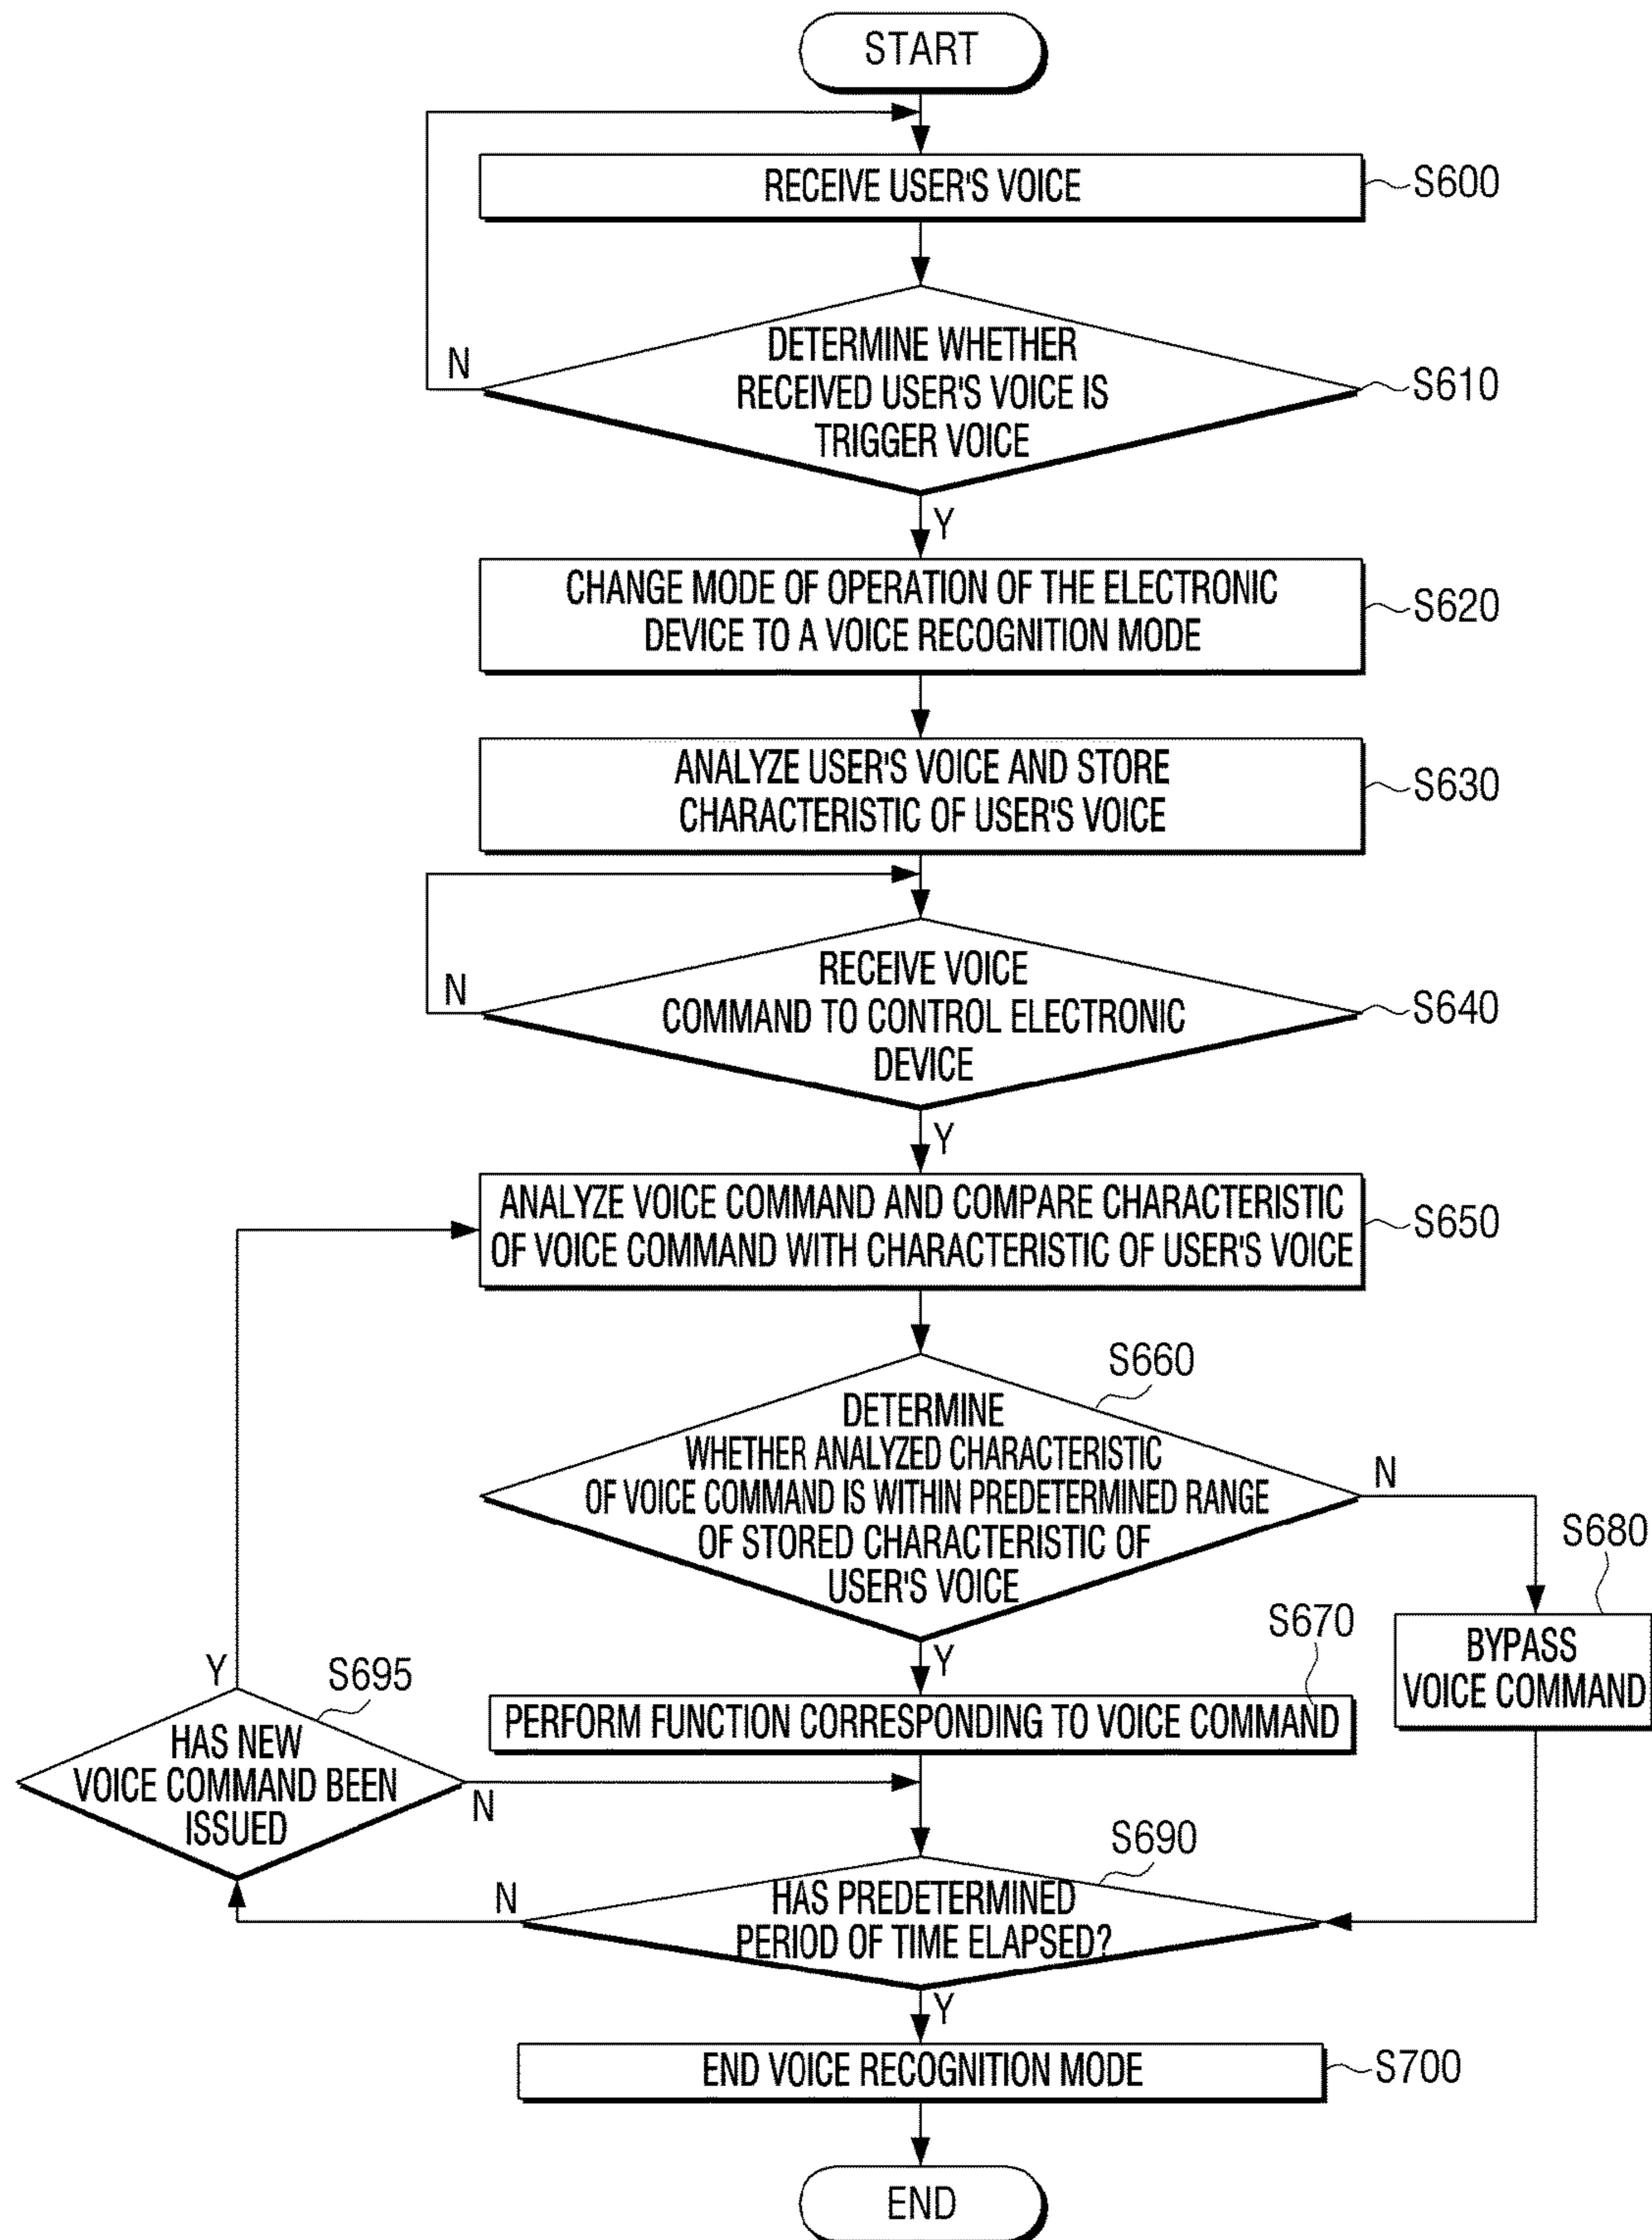 START
RECEIVE USER'S VOICE
S600
DETERMINE WHETHER
RECEIVED USER'S VOICE IS
TRIGGER VOICE
N
S610
Y
CHANGE MODE OF OPERATION OF THE ELECTRONIC
DEVICE TO A VOICE RECOGNITION MODE
S620
ANALYZE USER'S VOICE AND STORE
CHARACTERISTIC OF USER'S VOICE
S630
RECEIVE VOICE
COMMAND TO CONTROL ELECTRONIC
DEVICE
N
S640
Y
ANALYZE VOICE COMMAND AND COMPARE CHARACTERISTIC
OF VOICE COMMAND WITH CHARACTERISTIC OF USER'S VOICE
S650
S660
DETERMINE
WHETHER ANALYZED CHARACTERISTIC
OF VOICE COMMAND IS WITHIN PREDETERMINED RANGE
OF STORED CHARACTERISTIC OF
USER'S VOICE
N
S680
BYPASS
VOICE COMMAND
Y
S670
PERFORM FUNCTION CORRESPONDING TO VOICE COMMAND
Y
S695
HAS NEW
VOICE COMMAND BEEN
ISSUED
N
S690
HAS PREDETERMINED
PERIOD OF TIME ELAPSED?
N
Y
END VOICE RECOGNITION MODE
S700
END